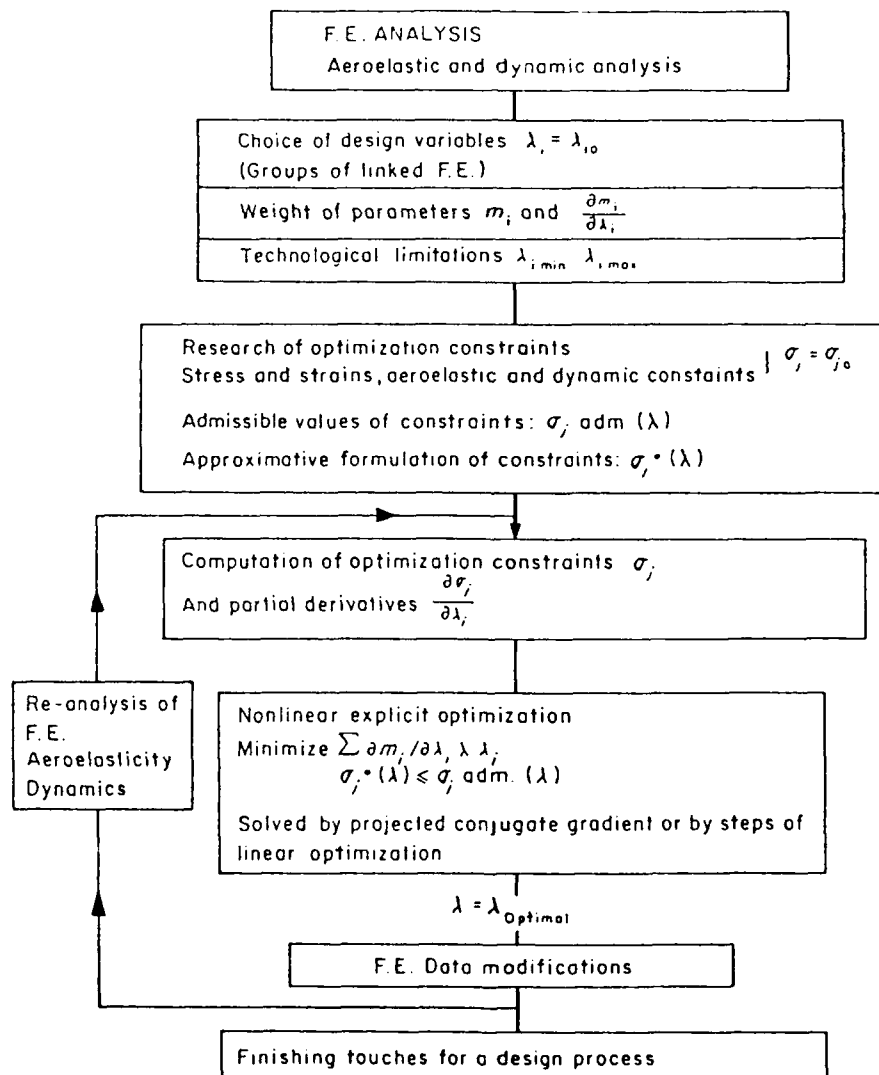 F.E. ANALYSIS
Aeroelastic and dynamic analysis
Choice of design variables λ, = λ₁₀
(Groups of linked F.E.)
Weight of parameters mᵢ and ∂mᵢ/∂λᵢ
Technological limitations λᵢ min λᵢ max
Research of optimization constraints
Stress and strains, aeroelastic and dynamic constaints } σⱼ = σⱼ₀
Admissible values of constraints: σⱼ adm (λ)
Approximative formulation of constraints: σⱼ* (λ)
Computation of optimization constraints σⱼ
And partial derivatives ∂σⱼ/∂λᵢ
Re-analysis of
F.E.
Aeroelasticity
Dynamics
Nonlinear explicit optimization
Minimize ∑ ∂mᵢ/∂λᵢ λ λᵢ
σⱼ* (λ) ⩽ σⱼ adm. (λ)
Solved by projected conjugate gradient or by steps of
linear optimization
λ = λOptimal
F.E. Data modifications
Finishing touches for a design process